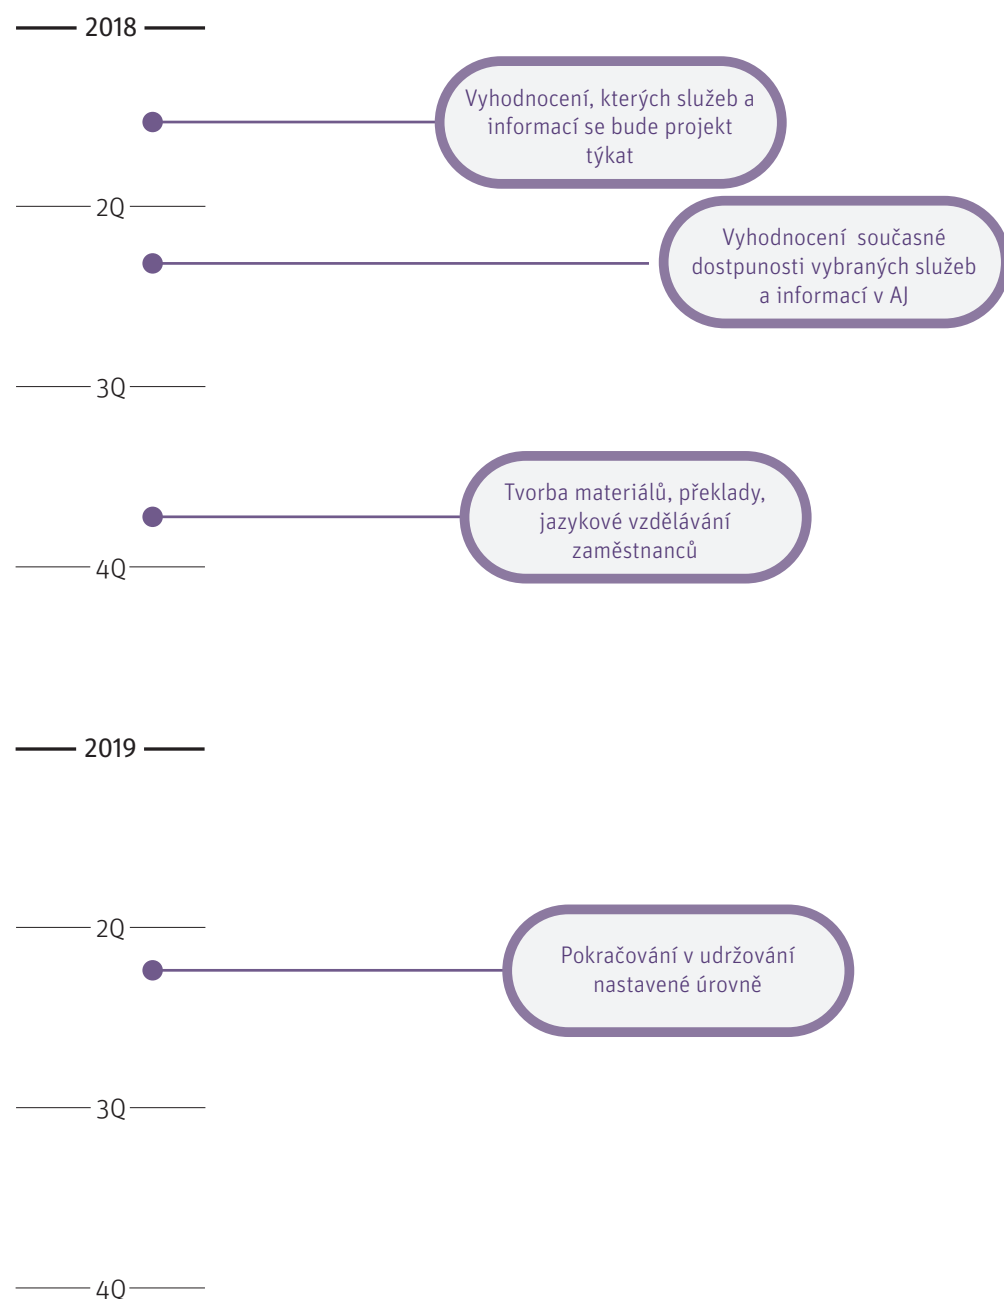 2018
Vyhodnocení, kterých služeb a
informací se bude projekt
týkat
2Q
Vyhodnocení  současné
dostpunosti vybraných služeb
a informací v AJ
3Q
Tvorba materiálů, překlady,
jazykové vzdělávání
zaměstnanců
4Q
2019
2Q
Pokračování v udržování
nastavené úrovně
3Q
4Q